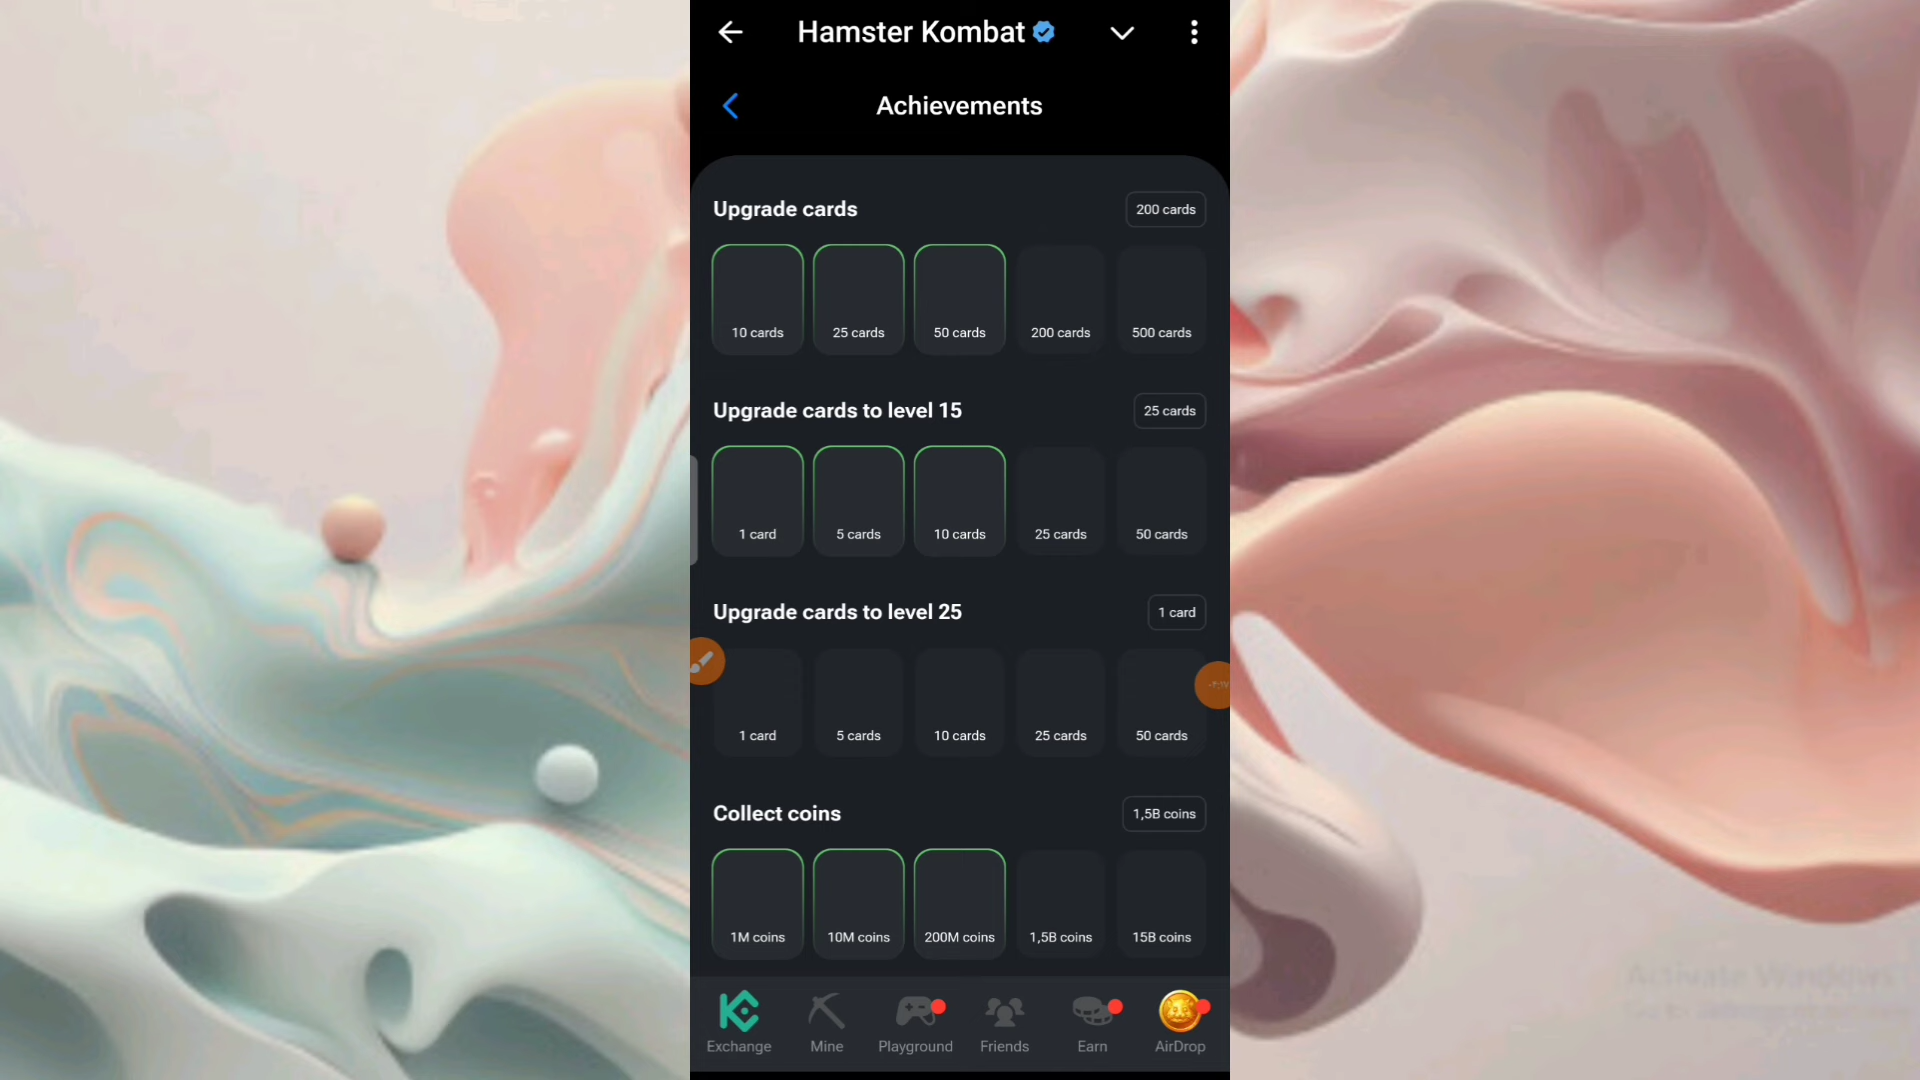 Hamster Kombat
Achievements
Upgrade cards
200 cards
10 cards
25 cards
50 cards
200 cards
500 cards
Upgrade cards to level 15
25 cards
1 card
5 cards
10 cards
25 cards
50 cards
Upgrade cards to level 25
1 card
1 card
5 cards
10 cards
25 cards
50 cards
Collect coins
1,5B coins
1M coins
10M coins
200M coins
1,5B coins
15B coins
Exchange
Mine
Playground
Friends
Earn
AirDrop
Activate Windows